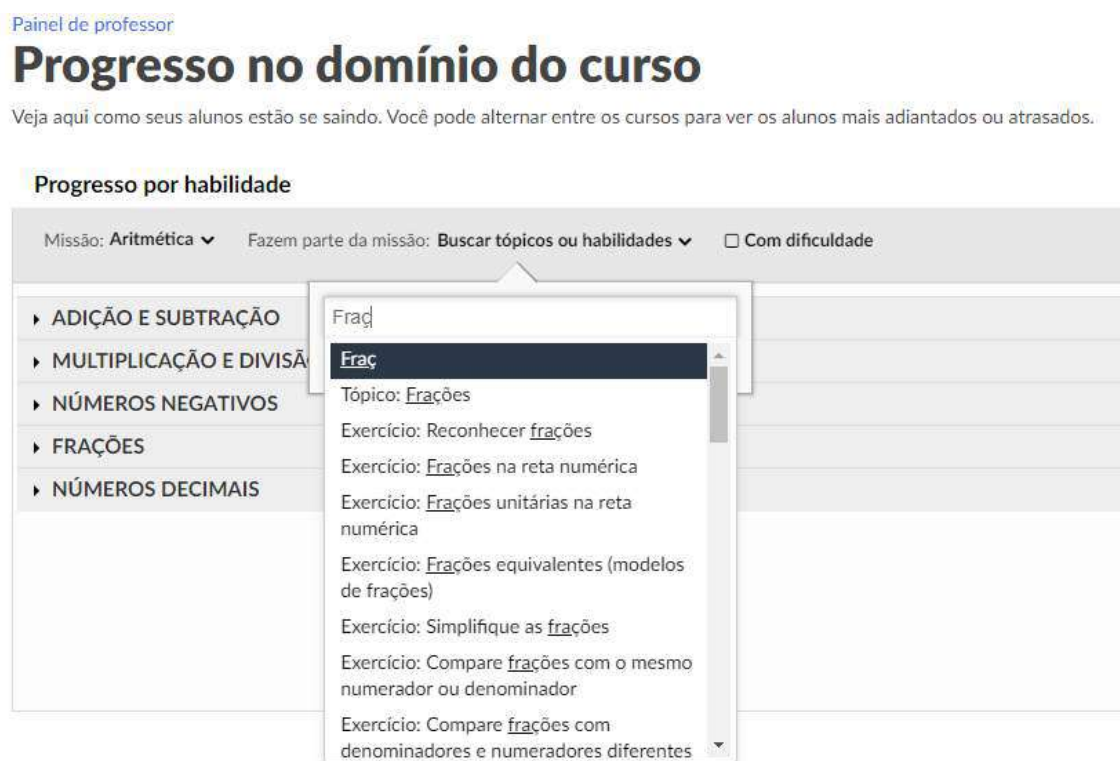 Painel de professor
Progresso no domínio do curso
Veja aqui como seus alunos estão se saindo. Você pode alternar entre os cursos para ver os alunos mais adiantados ou atrasados.
Progresso por habilidade
Missão: Aritmética Fazem parte da missão: Buscar tópicos ou habilidades Com dificuldade
ADIÇÃO E SUBTRAÇÃO
MULTIPLICAÇÃO E DIVISÃ
NÚMEROS NEGATIVOS
FRAÇÕES
NÚMEROS DECIMAIS
Fraç
Fraç
Tópico: Frações
Exercício: Reconhecer frações
Exercício: Frações na reta numérica
Exercício: Frações unitárias na reta
numérica
Exercício: Frações equivalentes (modelos
de frações)
Exercício: Simplifique as frações
Exercício: Compare frações com o mesmo
numerador ou denominador
Exercício: Compare frações com
denominadores e numeradores diferentes